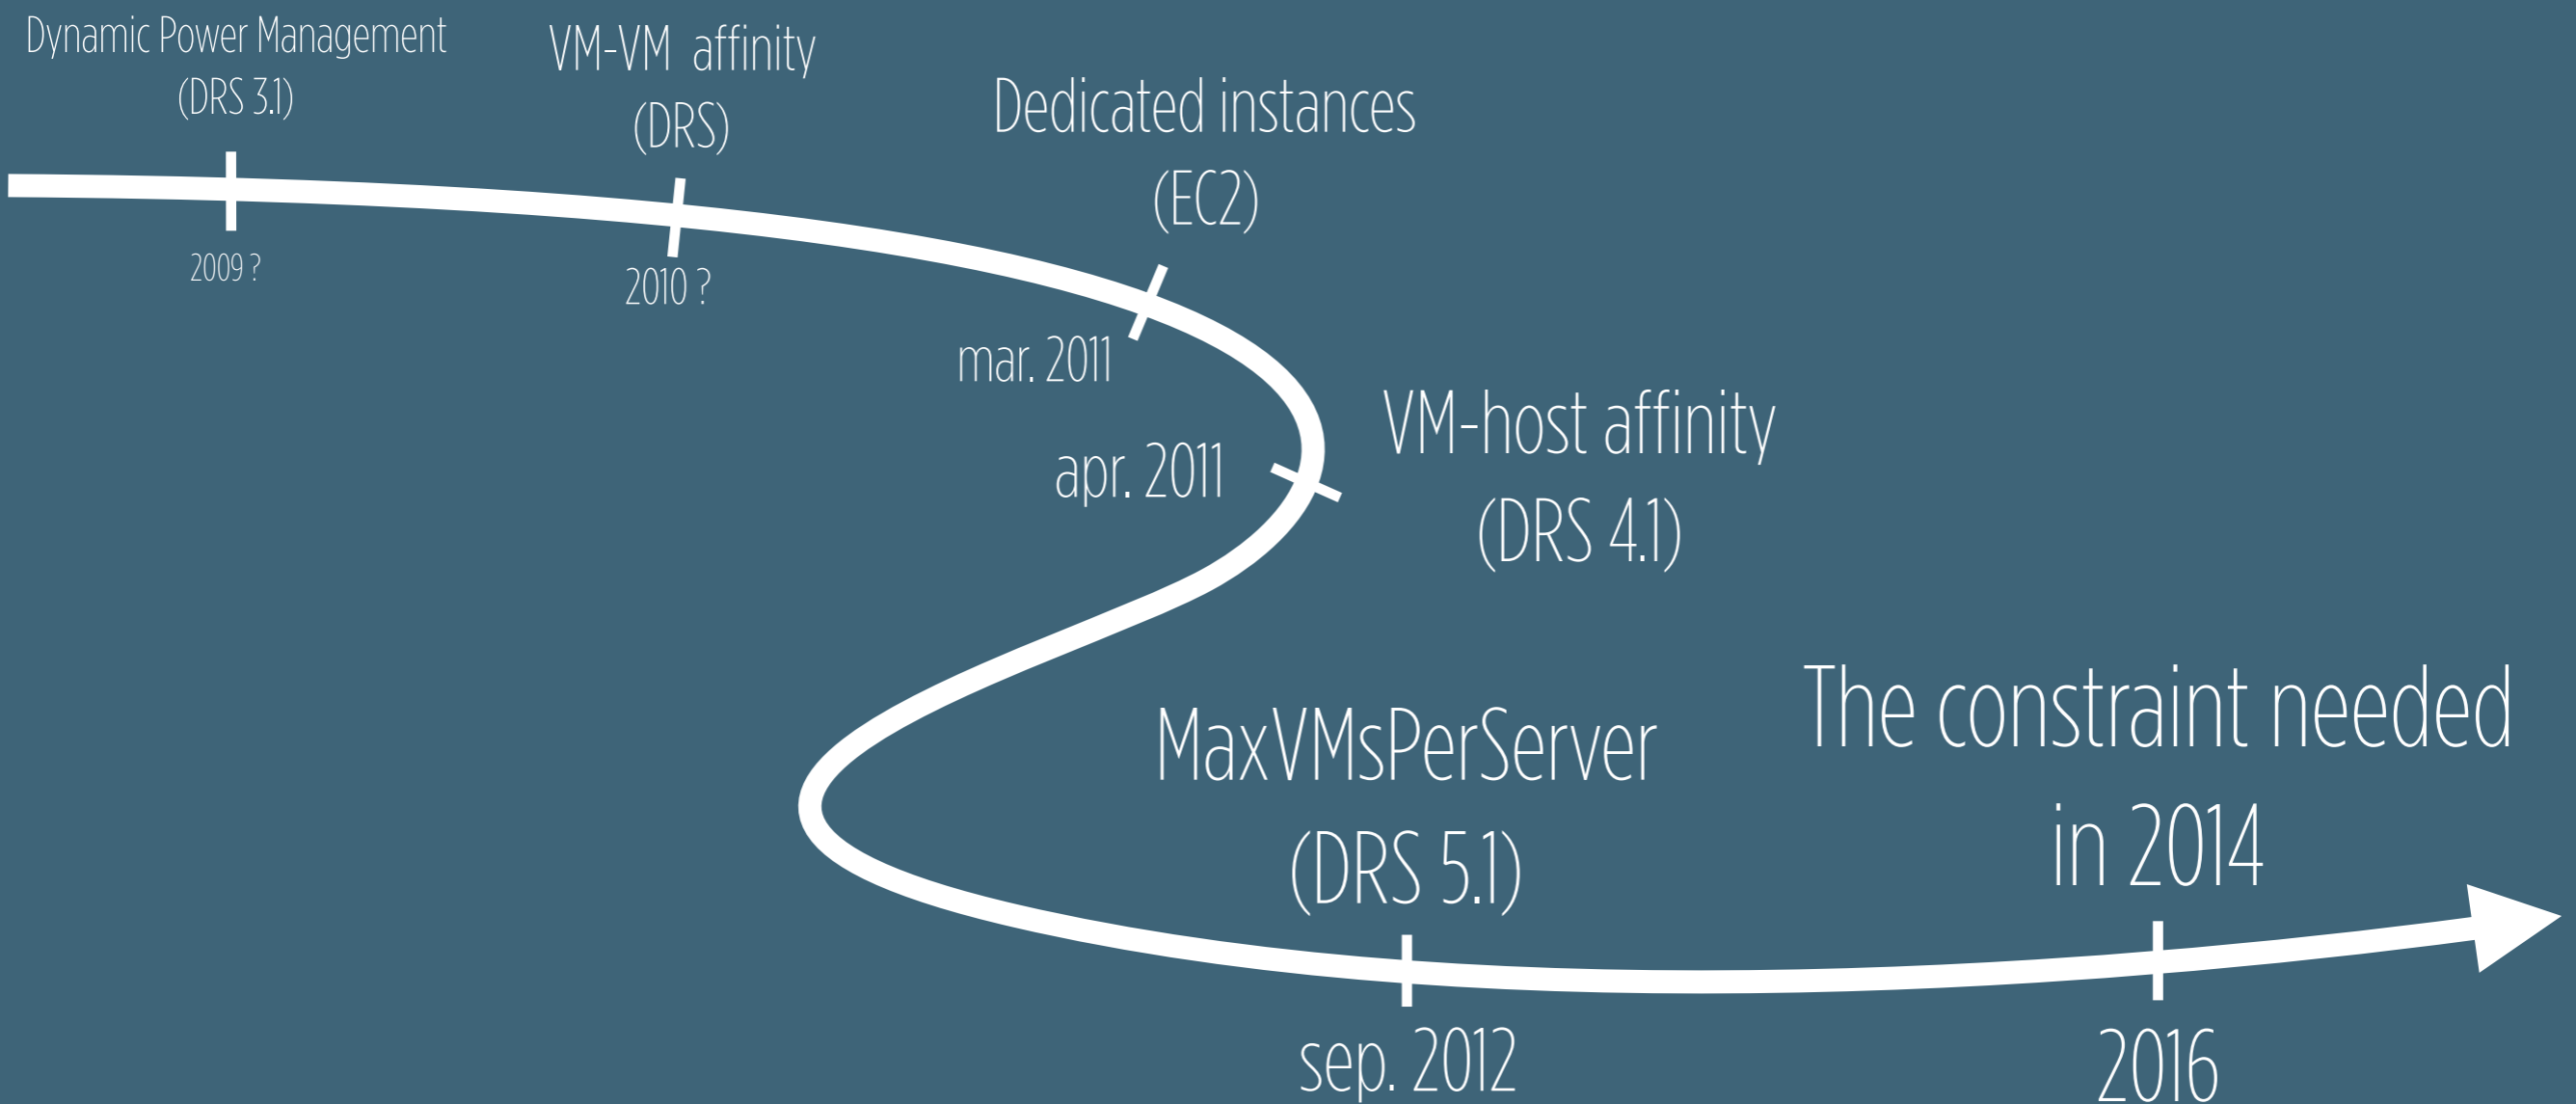 Dynamic Power Management
(DRS 3.1)
2009 ?
VM-VM affinity
(DRS)
2010 ?
Dedicated instances
(EC2)
mar. 2011
VM-host affinity
(DRS 4.1)
apr. 2011
MaxVMsPerServer
(DRS 5.1)
sep. 2012
The constraint needed
in 2014
2016